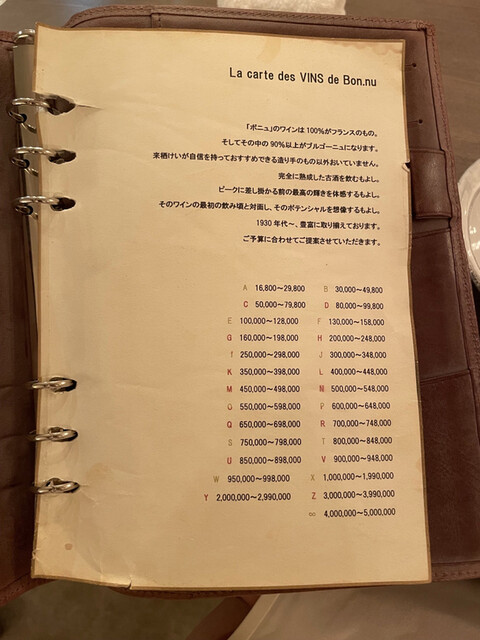 La carte des VINS de Bon.nu
「ボニュ」のワインは100%がフランスのもの。
そしてその中の90%以上がブルゴーニュになります。
来栖けいが自信を持っておすすめできる造り手のもの以外おいていません。
完全に熟成した古酒を飲むもよし。
ピークに差し掛かる前の最高の輝きを体感するもよし。
そのワインの最初の飲み頃と対面し、そのポテンシャルを想像するもよし。
1930年代～、豊富に取り揃えております。
ご予算に合わせてご提案させていただきます。
A 16,800～29,800 B 30,000～49,800
C 50,000～79,800 D 80,000～99,800
E 100,000～128,000 F 130,000～158,000
G 160,000～198,000 H 200,000～248,000
I 250,000～298,000 J 300,000～348,000
K 350,000～398,000 L 400,000～448,000
M 450,000～498,000 N 500,000～548,000
O 550,000～598,000 P 600,000～648,000
Q 650,000～698,000 R 700,000～748,000
S 750,000～798,000 T 800,000～848,000
U 850,000～898,000 V 900,000～948,000
W 950,000～998,000 X 1,000,000～1,990,000
Y 2,000,000～2,990,000 Z 3,000,000～3,990,000
∞ 4,000,000～5,000,000